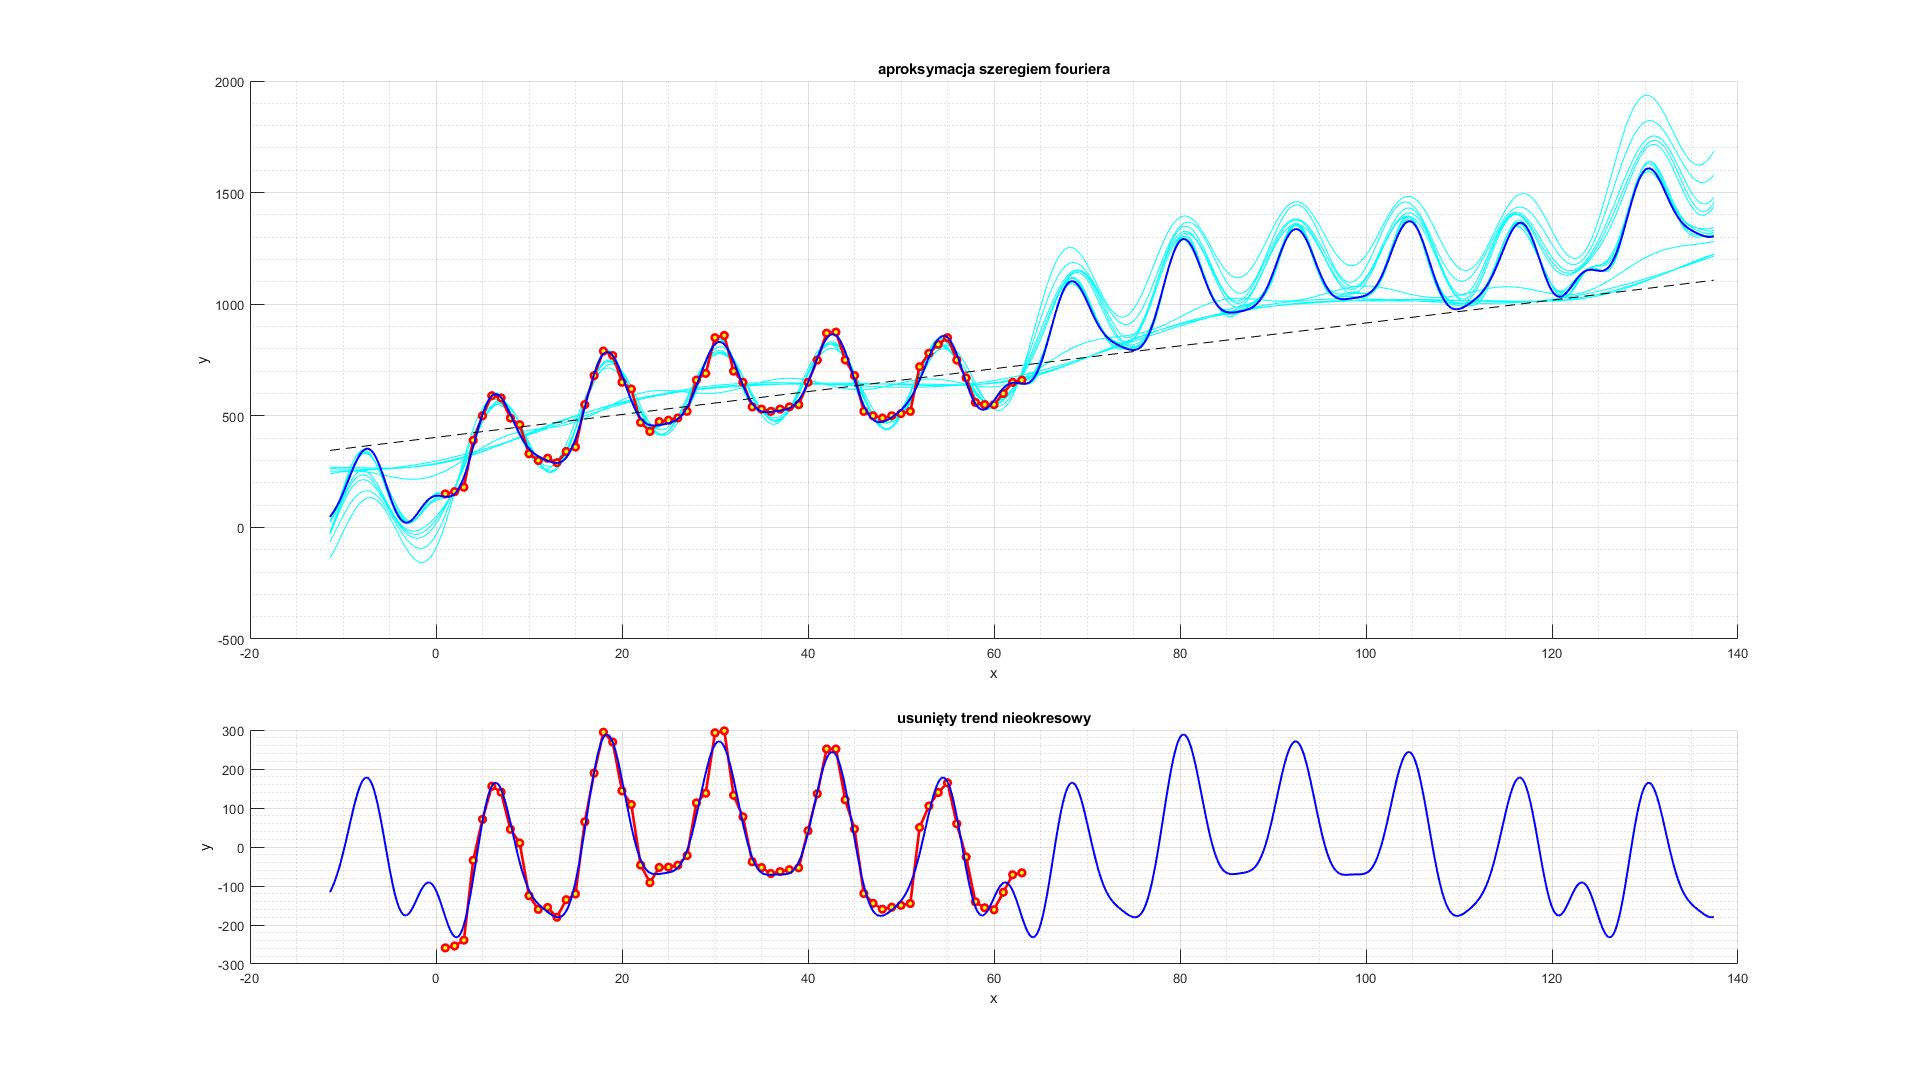 aproksymacja szeregiem fouriera
2000
1500
1000
500
0
-500
y
-20 0 20 40 60 80 100 120 140
x
usunięty trend nieokresowy
300
200
100
0
-100
-200
-300
y
-20 0 20 40 60 80 100 120 140
x